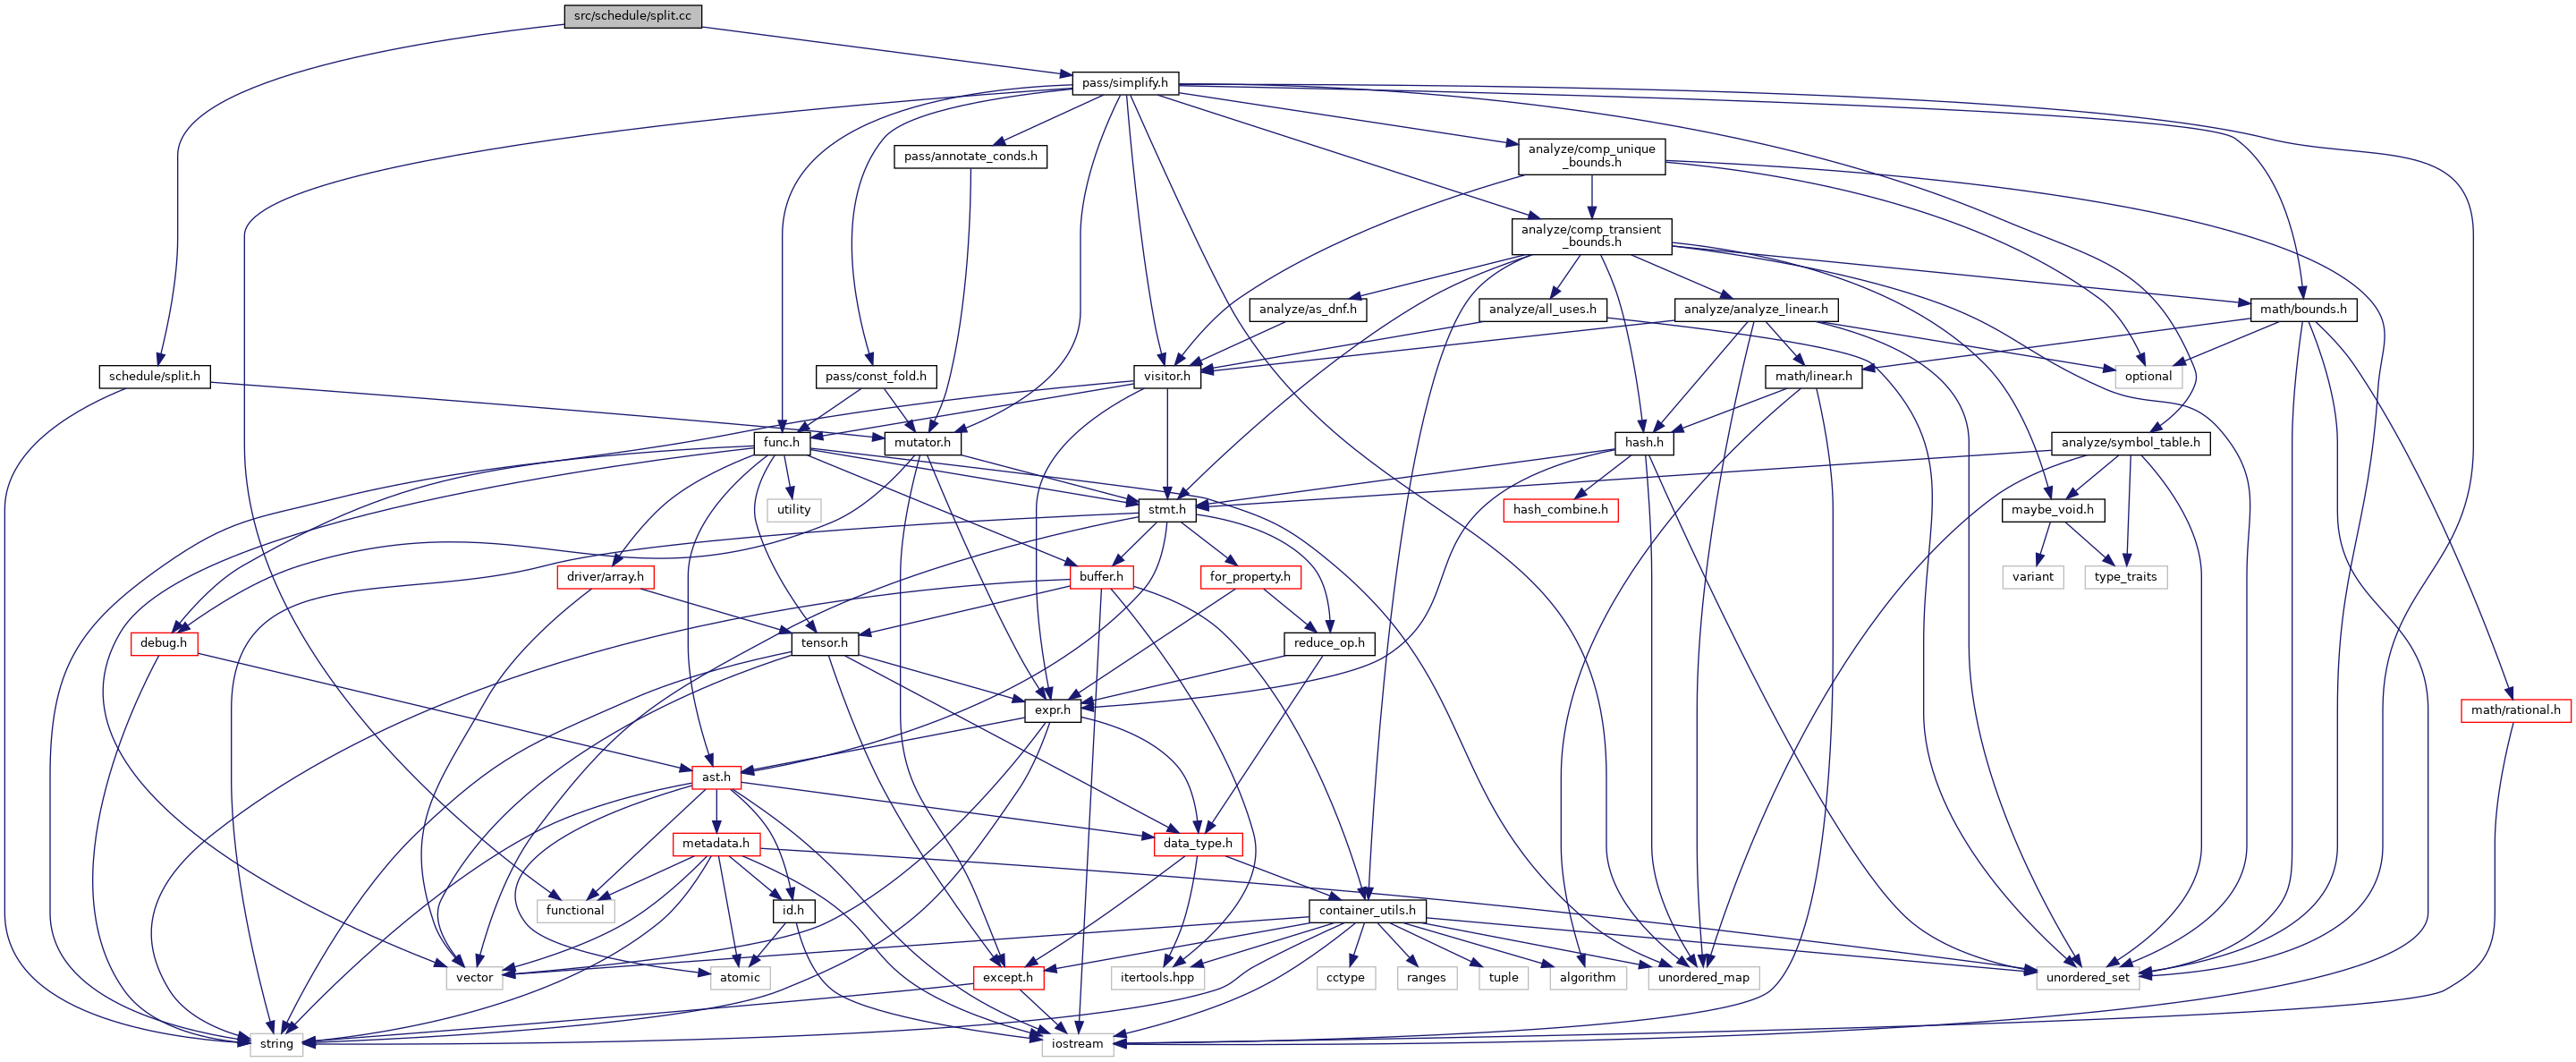 src/schedule/split.cc
pass/simplify.h
pass/annotate_conds.h
analyze/comp_unique
_bounds.h
analyze/comp_transient
_bounds.h
analyze/as_dnf.h
analyze/all_uses.h
analyze/analyze_linear.h
math/bounds.h
schedule/split.h
pass/const_fold.h
visitor.h
math/linear.h
optional
func.h
mutator.h
hash.h
analyze/symbol_table.h
utility
stmt.h
hash_combine.h
maybe_void.h
driver/array.h
buffer.h
for_property.h
variant
type_traits
debug.h
tensor.h
reduce_op.h
expr.h
math/rational.h
ast.h
metadata.h
data_type.h
functional
id.h
container_utils.h
vector
atomic
except.h
itertools.hpp
cctype
ranges
tuple
algorithm
unordered_map
unordered_set
string
iostream